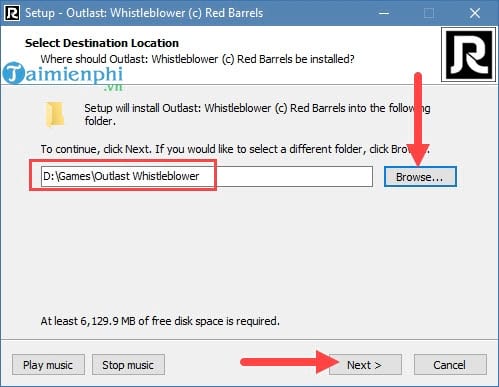 Setup - Outlast: Whistleblower (c) Red Barrels
Select Destination Location
Where should Outlast: Whistleblower (c) Red Barrels be installed?
R
Taimienphi
.vn
Setup will install Outlast: Whistleblower (c) Red Barrels into the following
folder.
To continue, click Next. If you would like to select a different folder, click Browse.
D:\Games\Outlast Whistleblower
Browse...
At least 6,129.9 MB of free disk space is required.
Play music
Stop music
Next >
Cancel